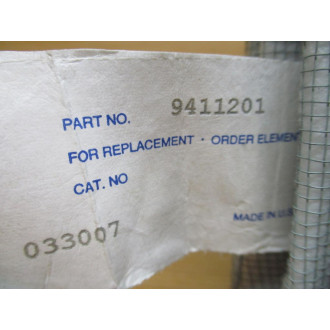 PART NO. 9411201
FOR REPLACEMENT · ORDER ELEMENT
CAT. NO
033007
MADE IN U.S